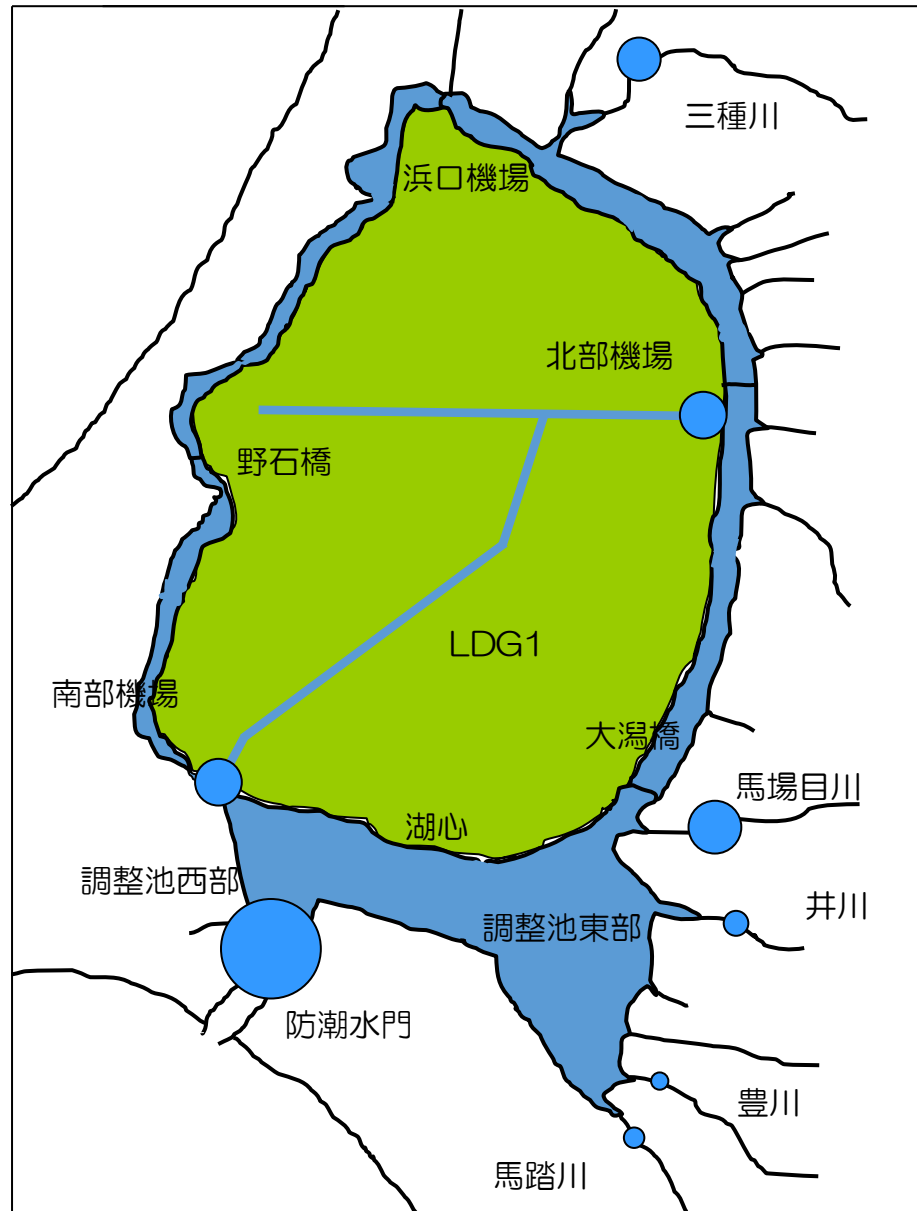 三種川
浜口機場
北部機場
野石橋
LDG1
南部機場
大潟橋
馬場目川
湖心
調整池西部
井川
調整池東部
防潮水門
豊川
馬踏川